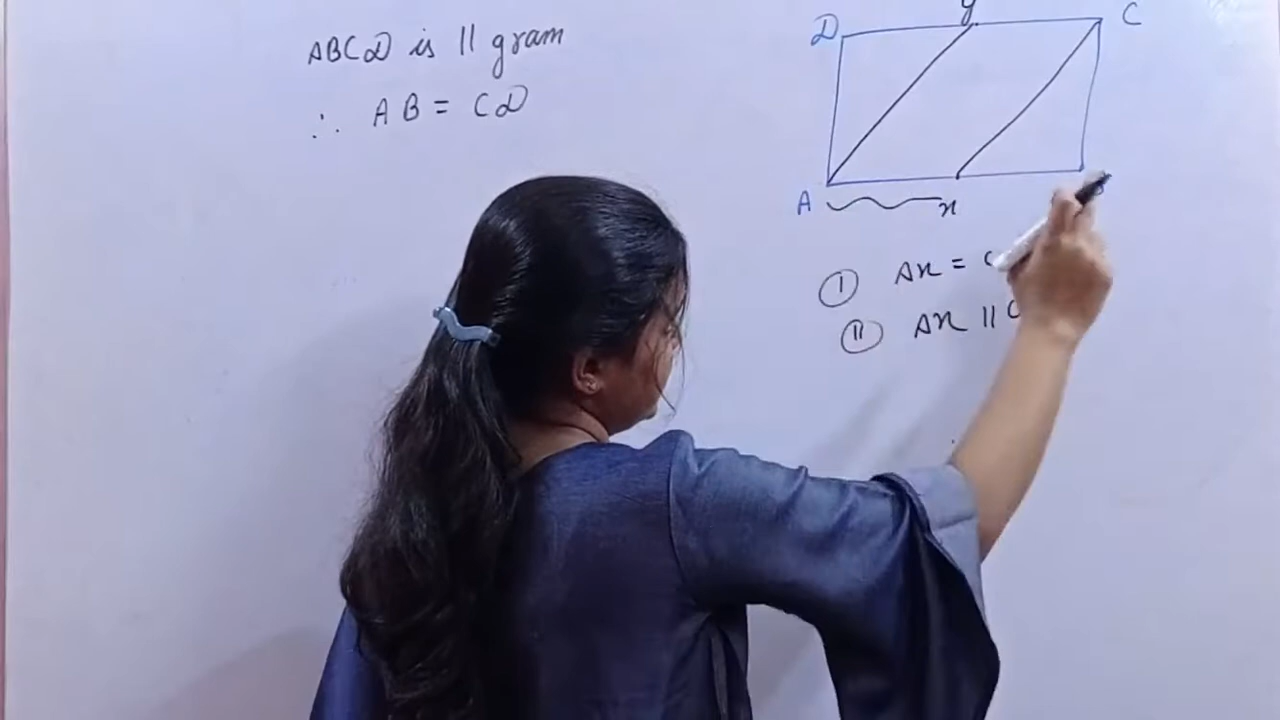 ABCD is || gram
∴ AB = CD
D y C
A x
I Ax = C
II Ax || C